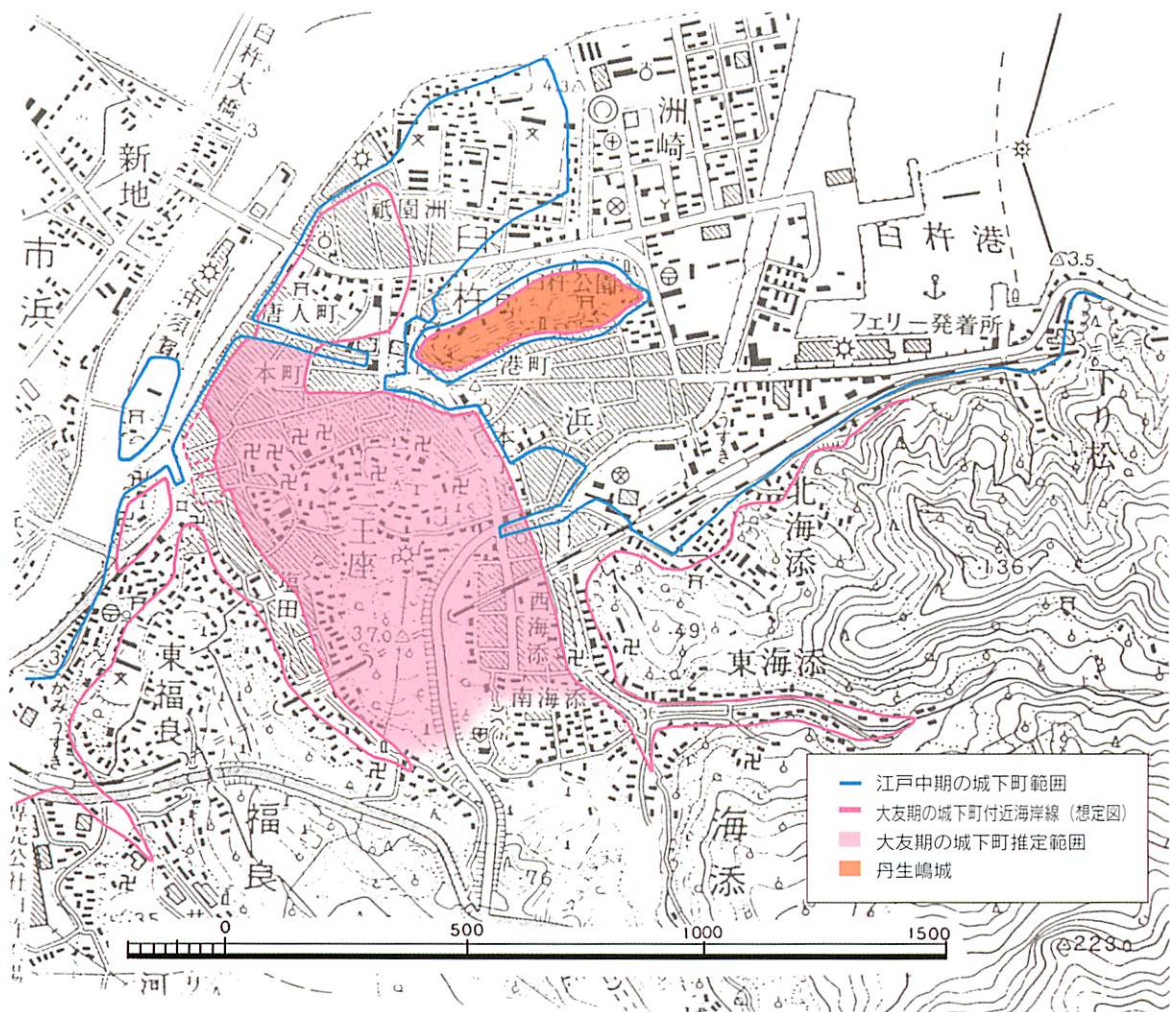 臼杵大橋
新地
市浜
洲崎
祇園洲
唐人町
本町
臼杵公園
港町
浜
臼杵港
フェリー発着所
3.5
下り松
北海添
136
二王座
37.0
福田
西海添
49
東海添
南海添
東福良
福良
76
海添
223
江戸中期の城下町範囲
大友期の城下町付近海岸線（想定図）
大友期の城下町推定範囲
丹生嶋城
0
500
1000
1500